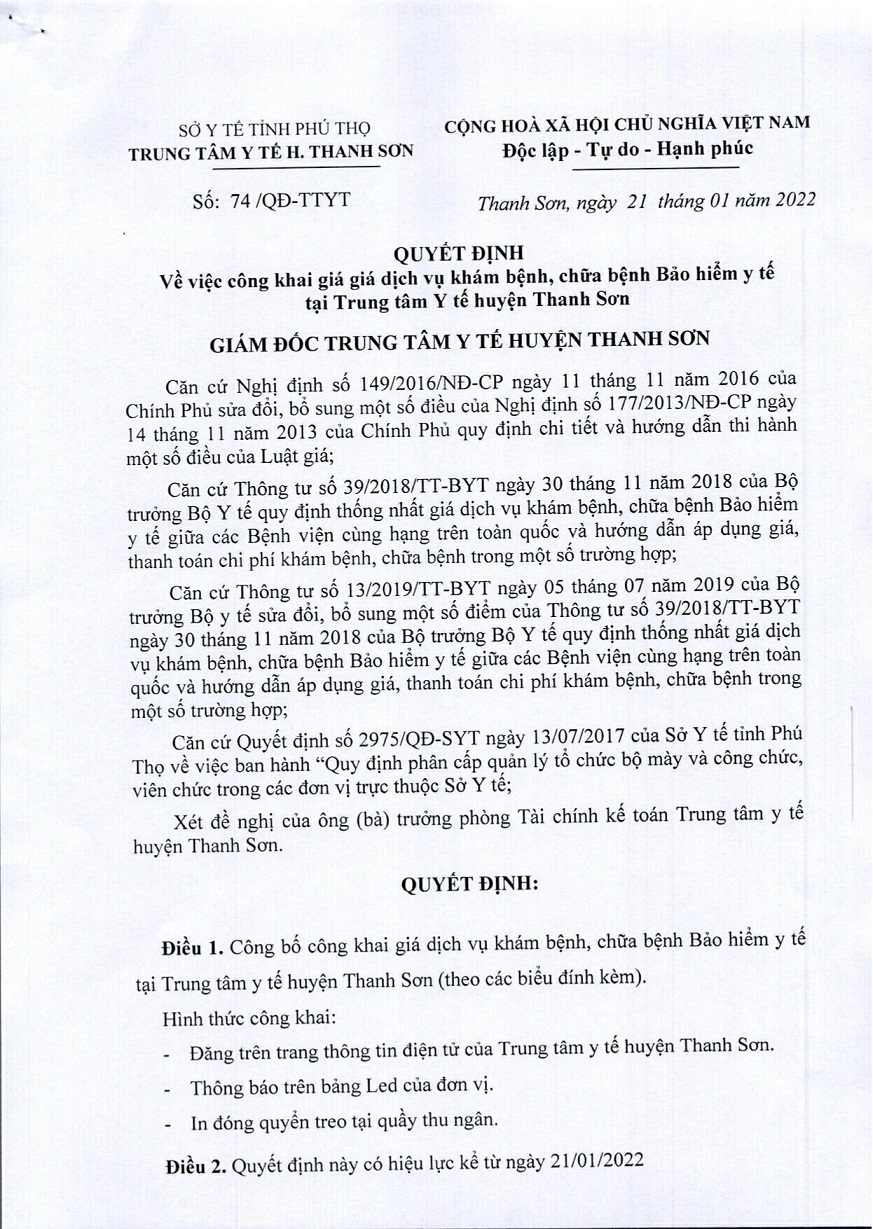 SỞ Y TẾ TỈNH PHÚ THỌ
TRUNG TÂM Y TẾ H. THANH SƠN
CỘNG HOÀ XÃ HỘI CHỦ NGHĨA VIỆT NAM
Độc lập - Tự do - Hạnh phúc
Số: 74 /QĐ-TTYT
Thanh Sơn, ngày 21 tháng 01 năm 2022
QUYẾT ĐỊNH
Về việc công khai giá giá dịch vụ khám bệnh, chữa bệnh Bảo hiểm y tế
tại Trung tâm Y tế huyện Thanh Sơn
GIÁM ĐỐC TRUNG TÂM Y TẾ HUYỆN THANH SƠN
Căn cứ Nghị định số 149/2016/NĐ-CP ngày 11 tháng 11 năm 2016 của
Chính Phủ sửa đổi, bổ sung một số điều của Nghị định số 177/2013/NĐ-CP ngày
14 tháng 11 năm 2013 của Chính Phủ quy định chi tiết và hướng dẫn thi hành
một số điều của Luật giá;
Căn cứ Thông tư số 39/2018/TT-BYT ngày 30 tháng 11 năm 2018 của Bộ
trưởng Bộ Y tế quy định thống nhất giá dịch vụ khám bệnh, chữa bệnh Bảo hiểm
y tế giữa các Bệnh viện cùng hạng trên toàn quốc và hướng dẫn áp dụng giá,
thanh toán chi phí khám bệnh, chữa bệnh trong một số trường hợp;
Căn cứ Thông tư số 13/2019/TT-BYT ngày 05 tháng 07 năm 2019 của Bộ
trưởng Bộ y tế sửa đổi, bổ sung một số điểm của Thông tư số 39/2018/TT-BYT
ngày 30 tháng 11 năm 2018 của Bộ trưởng Bộ Y tế quy định thống nhất giá dịch
vụ khám bệnh, chữa bệnh Bảo hiểm y tế giữa các Bệnh viện cùng hạng trên toàn
quốc và hướng dẫn áp dụng giá, thanh toán chi phí khám bệnh, chữa bệnh trong
một số trường hợp;
Căn cứ Quyết định số 2975/QĐ-SYT ngày 13/07/2017 của Sở Y tế tỉnh Phú
Thọ về việc ban hành “Quy định phân cấp quản lý tổ chức bộ mày và công chức,
viên chức trong các đơn vị trực thuộc Sở Y tế;
Xét đề nghị của ông (bà) trưởng phòng Tài chính kế toán Trung tâm y tế
huyện Thanh Sơn.
QUYẾT ĐỊNH:
Điều 1. Công bố công khai giá dịch vụ khám bệnh, chữa bệnh Bảo hiểm y tế
tại Trung tâm y tế huyện Thanh Sơn (theo các biểu đính kèm).
Hình thức công khai:
- Đăng trên trang thông tin điện tử của Trung tâm y tế huyện Thanh Sơn.
- Thông báo trên bảng Led của đơn vị.
- In đóng quyển treo tại quầy thu ngân.
Điều 2. Quyết định này có hiệu lực kể từ ngày 21/01/2022